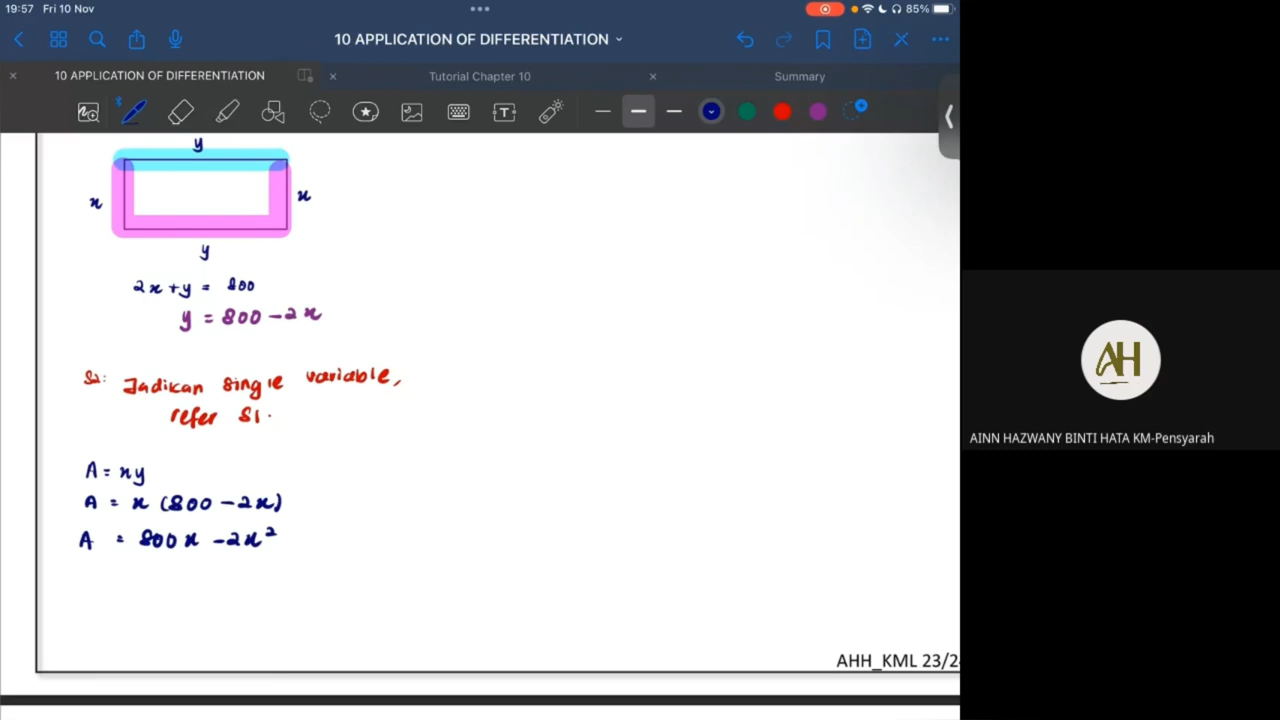 19:57 Fri 10 Nov
85%
10 APPLICATION OF DIFFERENTIATION
10 APPLICATION OF DIFFERENTIATION
Tutorial Chapter 10
Summary
y
x
x
y
2x + y = 800
y = 800 - 2x
S2: Jadikan single variable,
refer S1.
A = xy
A = x (800 - 2x)
A = 800x - 2x²
AHH_KML 23/2
AH
AINN HAZWANY BINTI HATA KM-Pensyarah